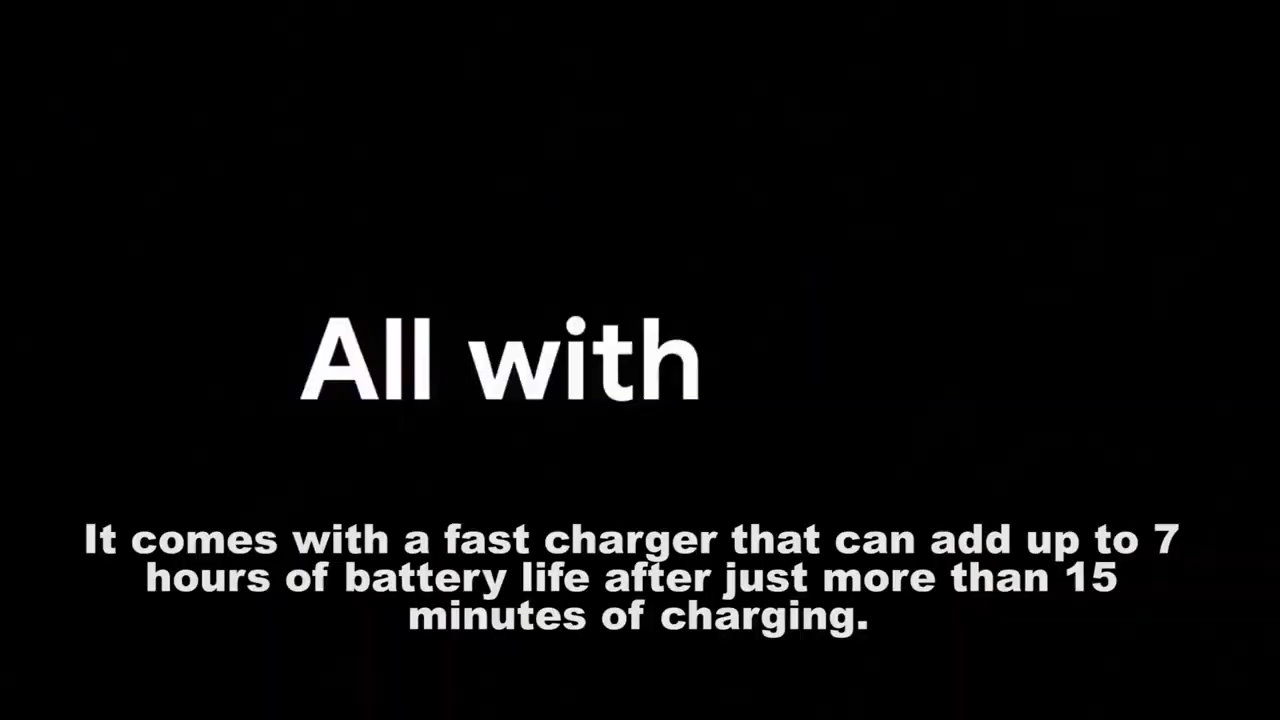 All with
It comes with a fast charger that can add up to 7
hours of battery life after just more than 15
minutes of charging.